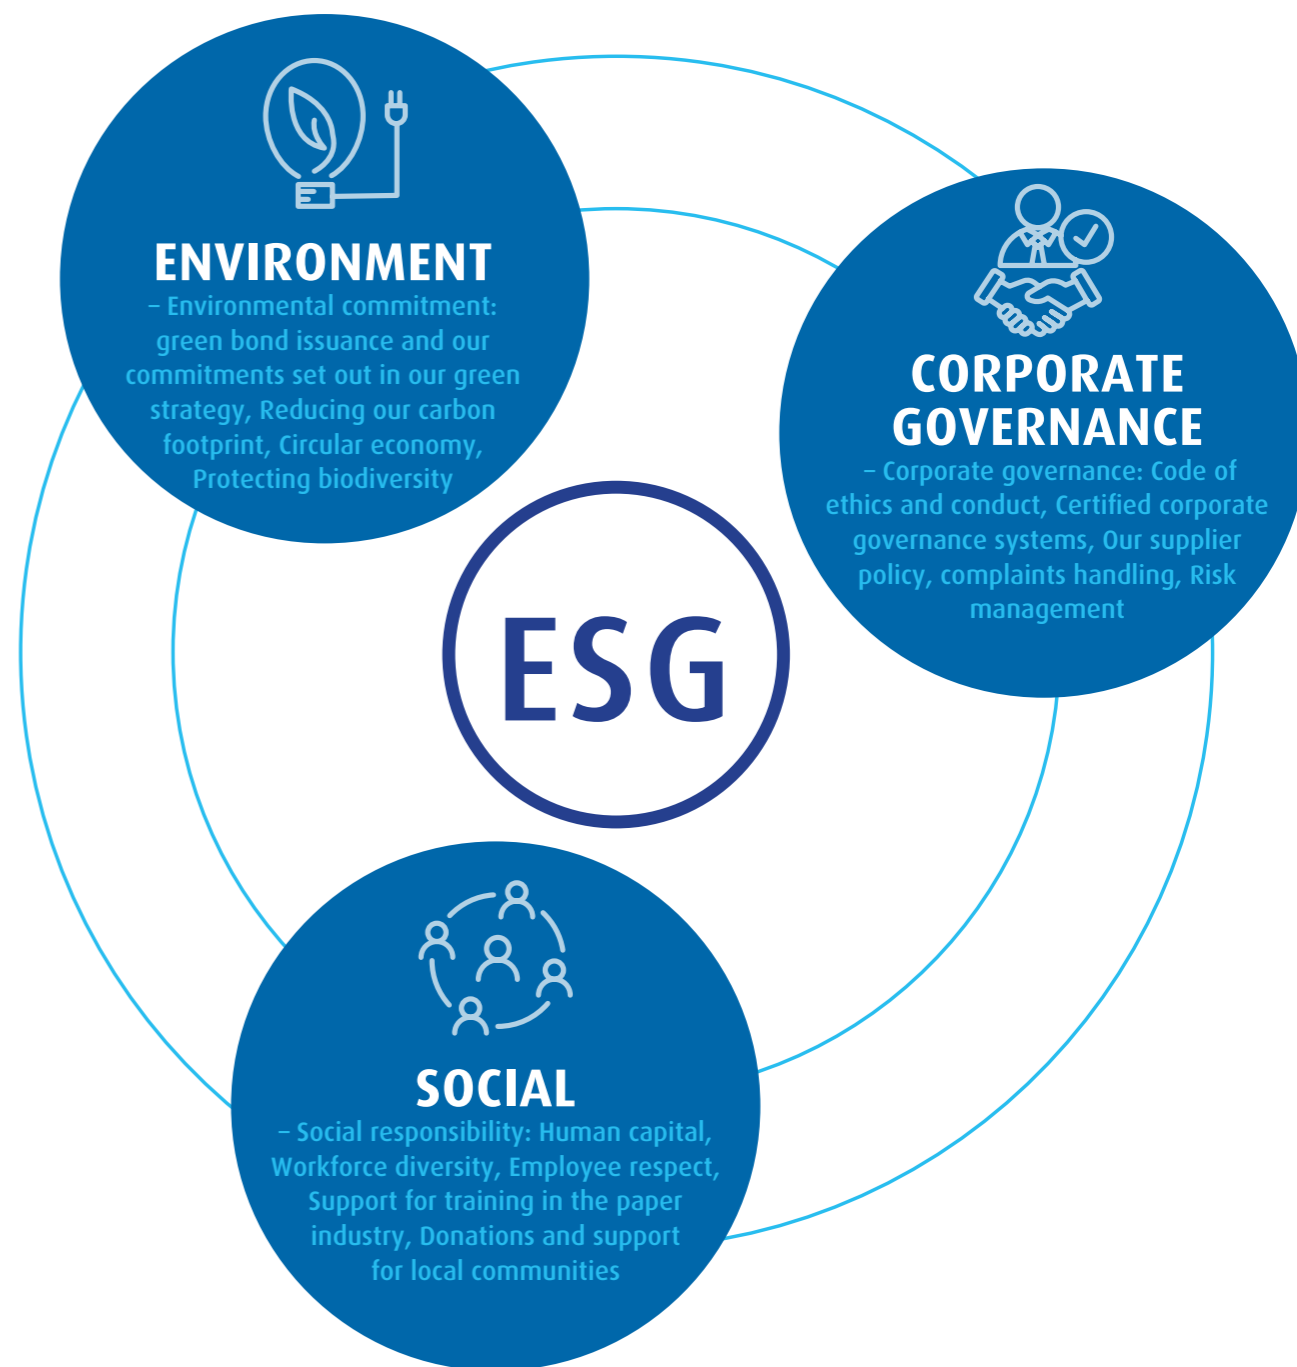 ENVIRONMENT
– Environmental commitment:
green bond issuance and our
commitments set out in our green
strategy, Reducing our carbon
footprint, Circular economy,
Protecting biodiversity
CORPORATE
GOVERNANCE
– Corporate governance: Code of
ethics and conduct, Certified corporate
governance systems, Our supplier
policy, complaints handling, Risk
management
ESG
SOCIAL
– Social responsibility: Human capital,
Workforce diversity, Employee respect,
Support for training in the paper
industry, Donations and support
for local communities